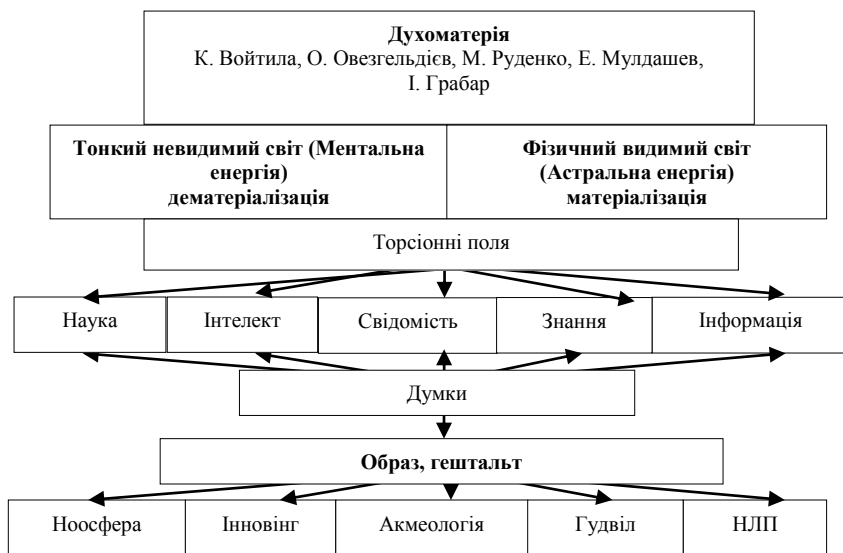 Духоматерія
К. Войтила, О. Овезгельдієв, М. Руденко, Е. Мулдашев,
І. Грабар
Тонкий невидимий світ (Ментальна
енергія)
дематеріалізація
Фізичний видимий світ
(Астральна енергія)
матеріалізація
Торсіонні поля
Наука
Інтелект
Свідомість
Знання
Інформація
Думки
Образ, гештальт
Ноосфера
Інновінг
Акмеологія
Гудвіл
НЛП